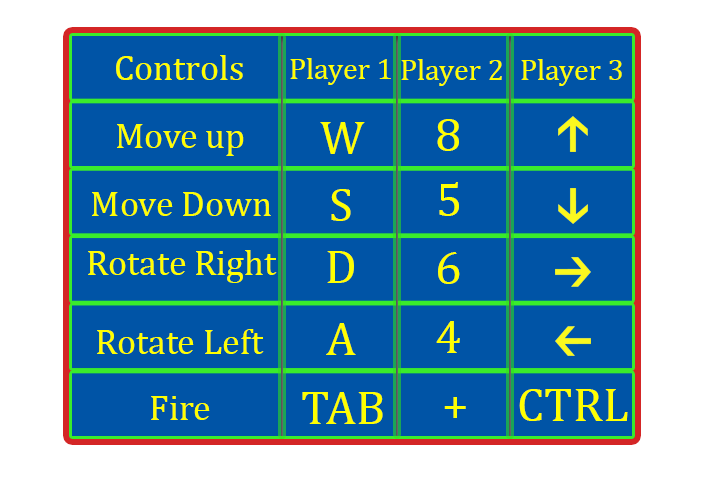 Controls Player 1 Player 2 Player 3
Move up W 8 ↑
Move Down S 5 ↓
Rotate Right D 6 →
Rotate Left A 4 ←
Fire TAB + CTRL